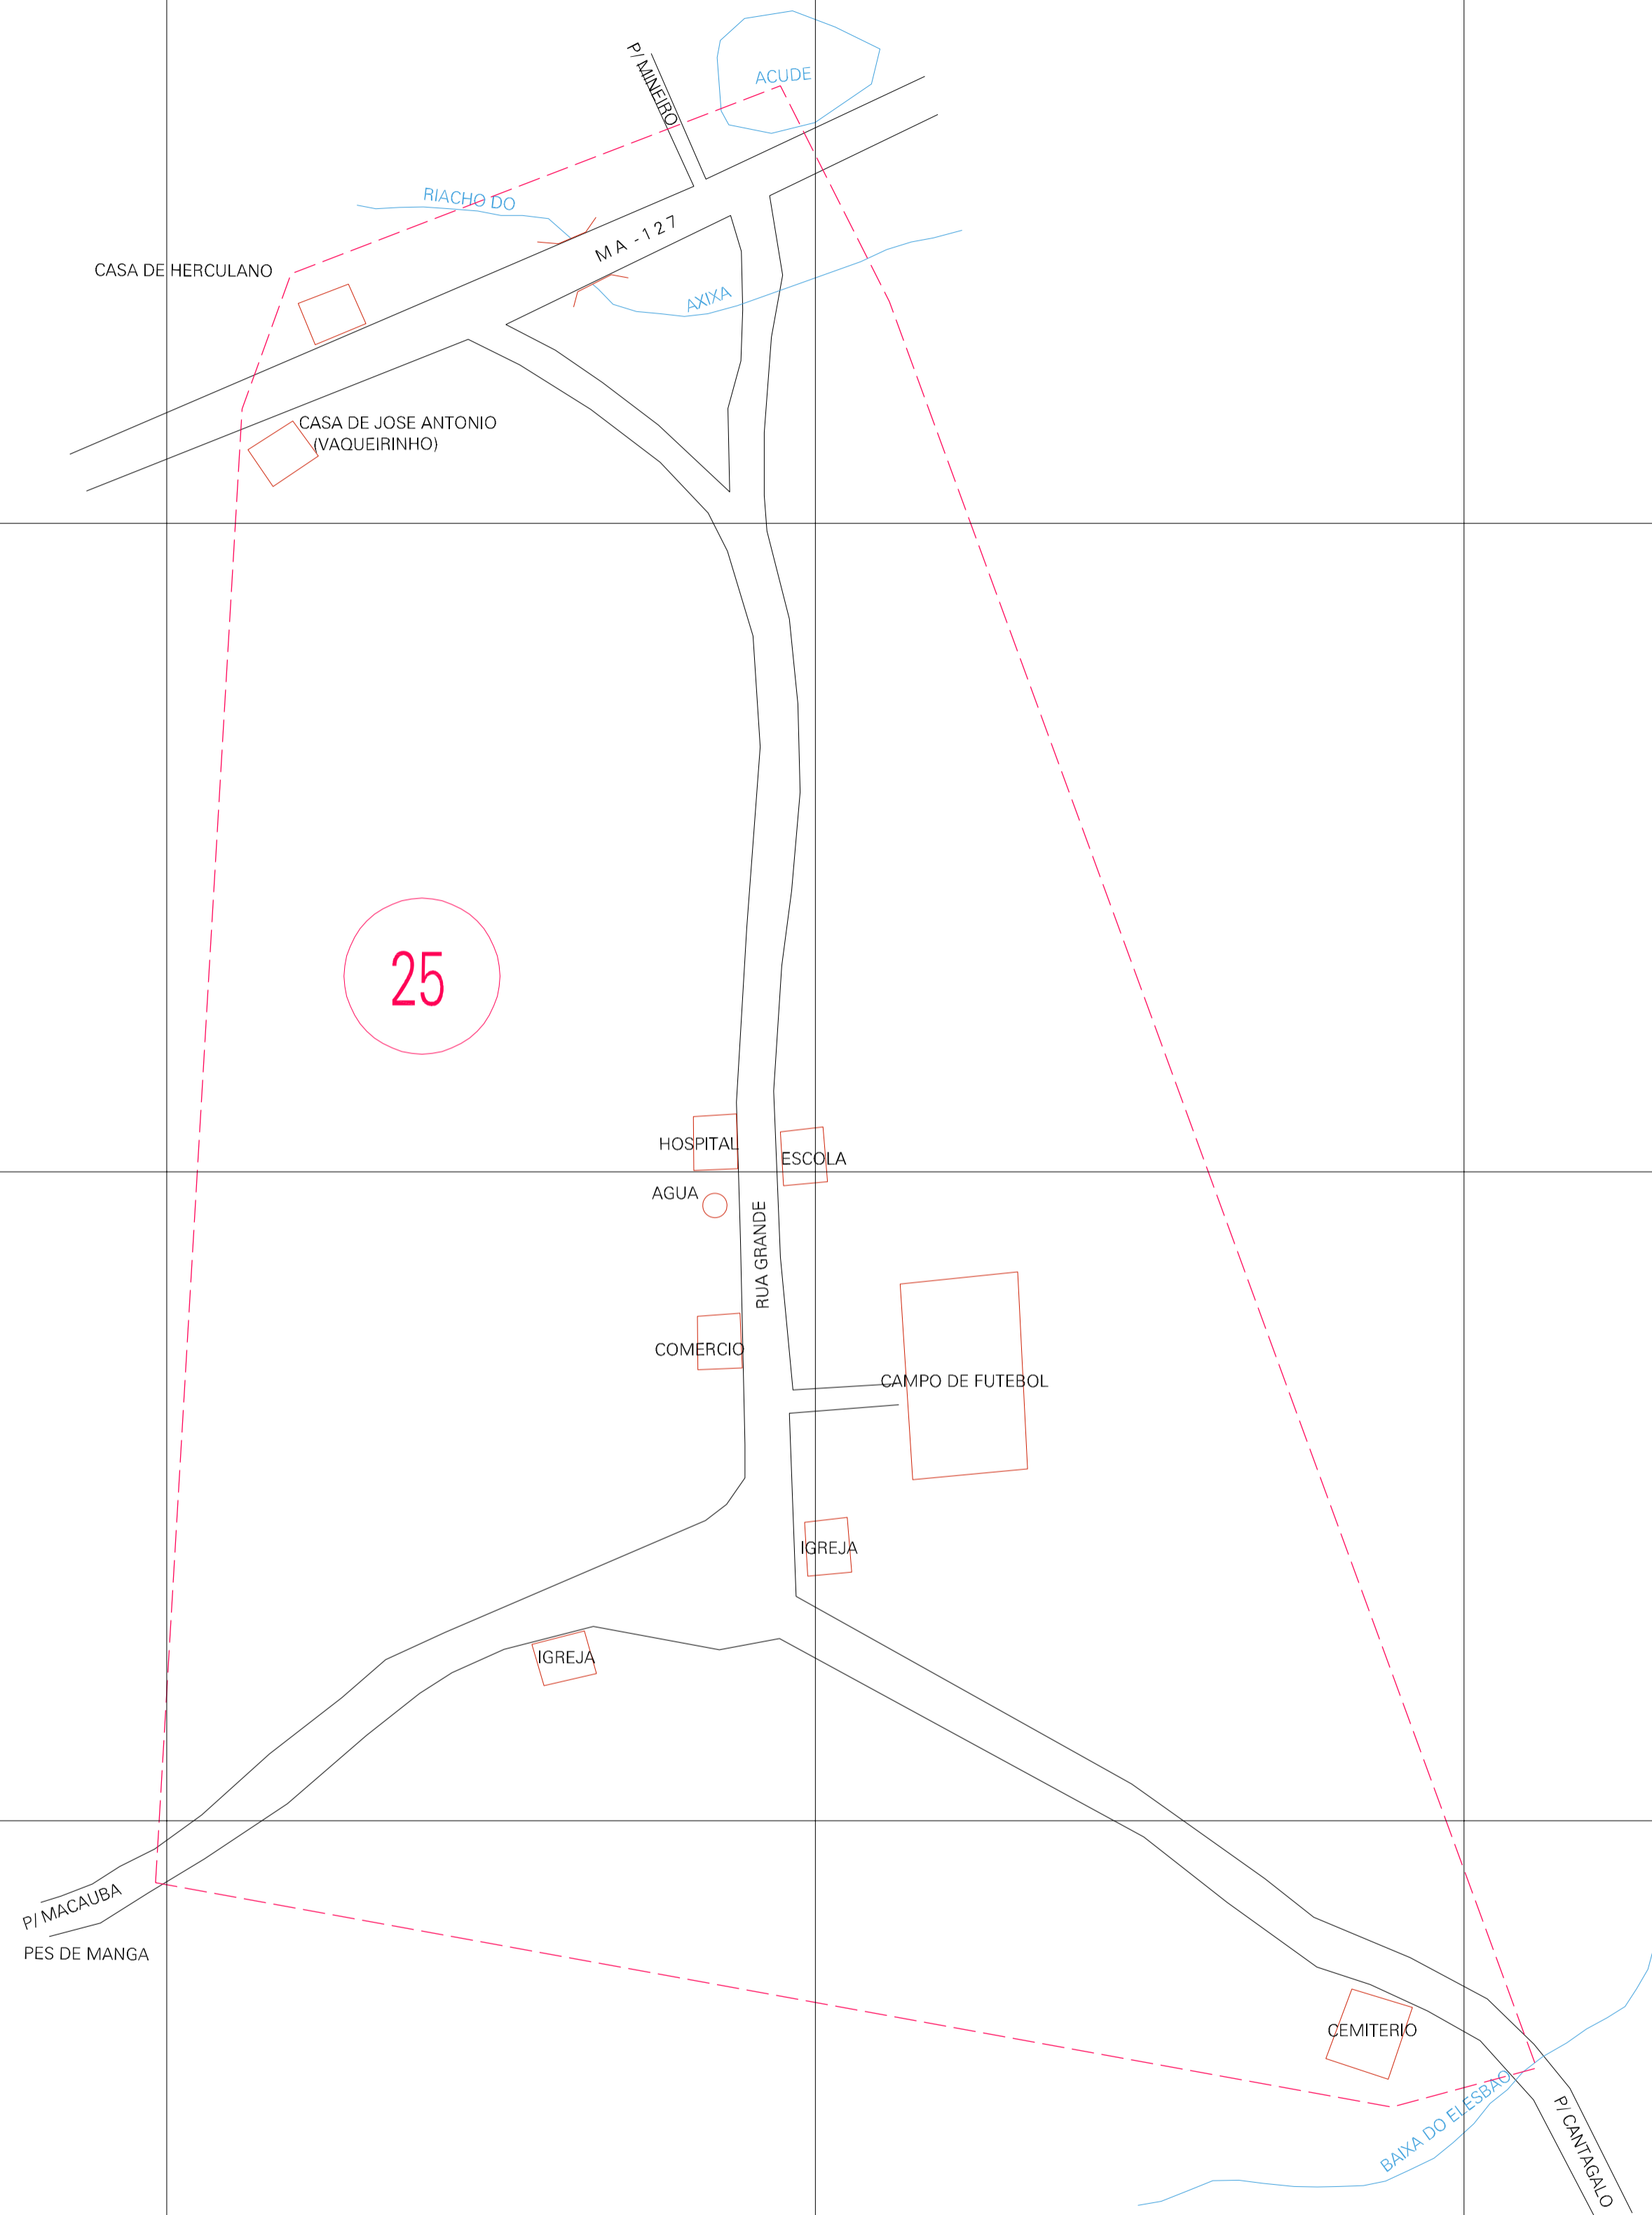 P/ MINEIRO
ACUDE
RIACHO DO
MA - 127
CASA DE HERCULANO
AXIXA
CASA DE JOSE ANTONIO
(VAQUEIRINHO)
25
HOSPITAL
ESCOLA
AGUA
RUA GRANDE
COMERCIO
CAMPO DE FUTEBOL
IGREJA
IGREJA
P/ MACAUBA
PES DE MANGA
CEMITERIO
BAIXA DO ELESBAO
P/ CANTAGALO